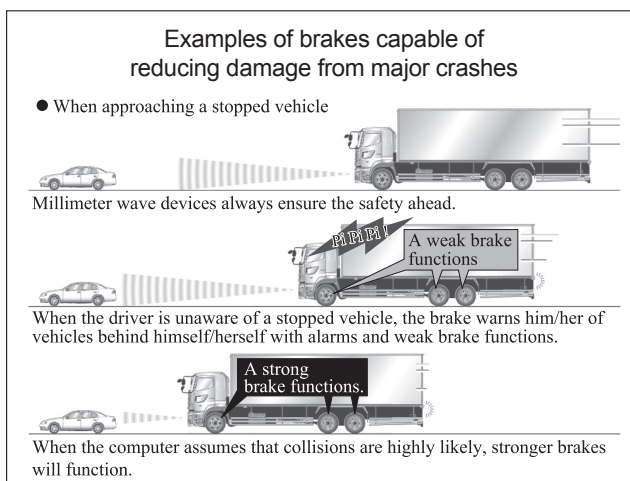 Examples of brakes capable of
reducing damage from major crashes
● When approaching a stopped vehicle
Millimeter wave devices always ensure the safety ahead.
Pi Pi Pi !
A weak brake
functions
When the driver is unaware of a stopped vehicle, the brake warns him/her of
vehicles behind himself/herself with alarms and weak brake functions.
A strong
brake functions.
When the computer assumes that collisions are highly likely, stronger brakes
will function.